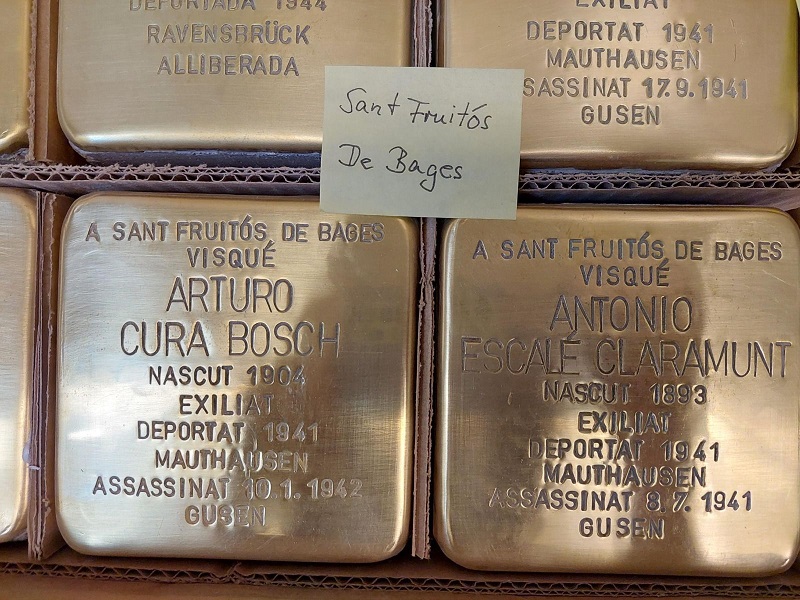 DEPORTADA 1944
RAVENSBRÜCK
ALLIBERADA
EXILIAT
DEPORTAT 1941
MAUTHAUSEN
ASSASSINAT 17.9.1941
GUSEN
Sant Fruitós
De Bages
A SANT FRUITÓS DE BAGES
VISQUÉ
ARTURO
CURA BOSCH
NASCUT 1904
EXILIAT
DEPORTAT 1941
MAUTHAUSEN
ASSASSINAT 10.1.1942
GUSEN
A SANT FRUITÓS DE BAGES
VISQUÉ
ANTONIO
ESCALÉ CLARAMUNT
NASCUT 1893
EXILIAT
DEPORTAT 1941
MAUTHAUSEN
ASSASSINAT 8.7.1941
GUSEN